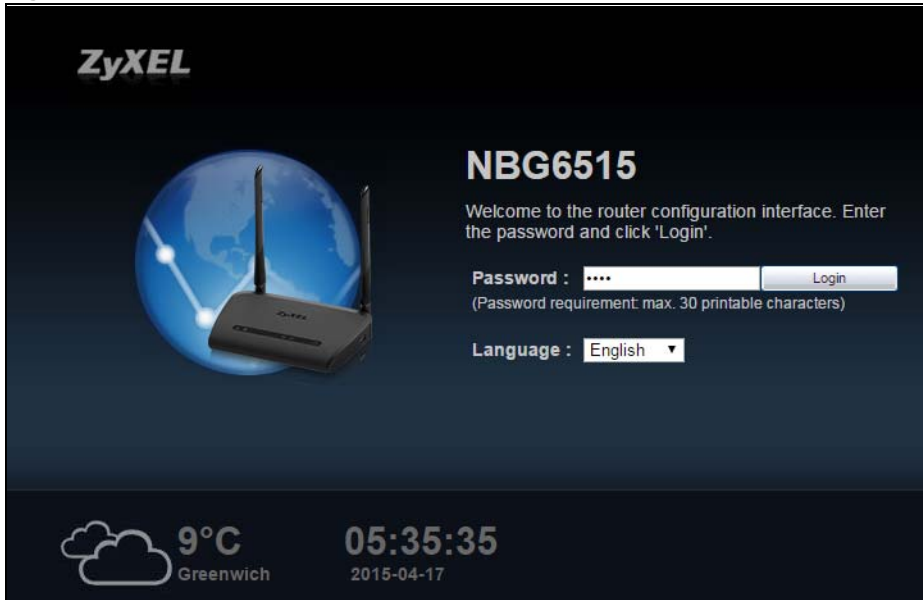 ZyXEL
NBG6515
Welcome to the router configuration interface. Enter
the password and click 'Login'.
Password : •••• Login
(Password requirement: max. 30 printable characters)
Language : English ▼
ZyXEL
9°C
Greenwich
05:35:35
2015-04-17